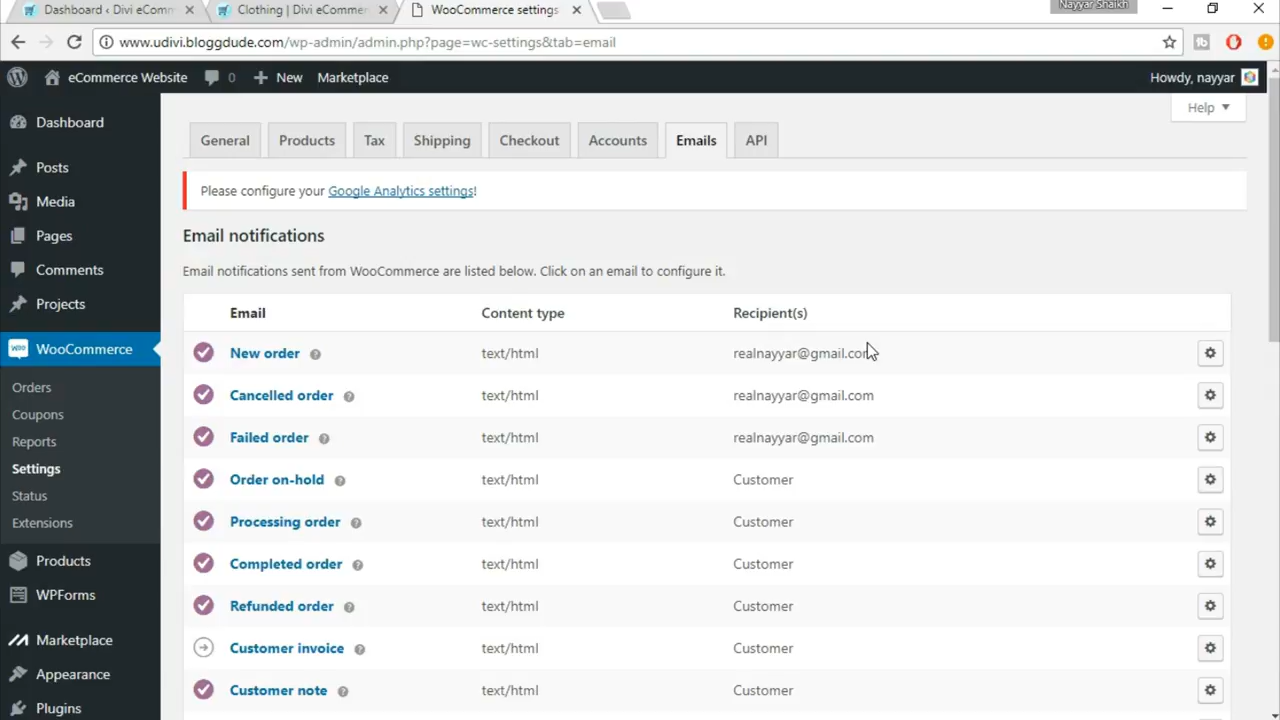 Dashboard ‹ Divi eComm
Clothing | Divi eCommer
WooCommerce settings
Nayyar Shaikh
www.udivi.bloggdude.com/wp-admin/admin.php?page=wc-settings&tab=email
eCommerce Website 0 New Marketplace Howdy, nayyar
Help
Dashboard
Posts
Media
Pages
Comments
Projects
WooCommerce
Orders
Coupons
Reports
Settings
Status
Extensions
Products
WPForms
Marketplace
Appearance
Plugins
General Products Tax Shipping Checkout Accounts Emails API
Please configure your Google Analytics settings!
Email notifications
Email notifications sent from WooCommerce are listed below. Click on an email to configure it.
Email Content type Recipient(s)
New order text/html realnayyar@gmail.com
Cancelled order text/html realnayyar@gmail.com
Failed order text/html realnayyar@gmail.com
Order on-hold text/html Customer
Processing order text/html Customer
Completed order text/html Customer
Refunded order text/html Customer
Customer invoice text/html Customer
Customer note text/html Customer